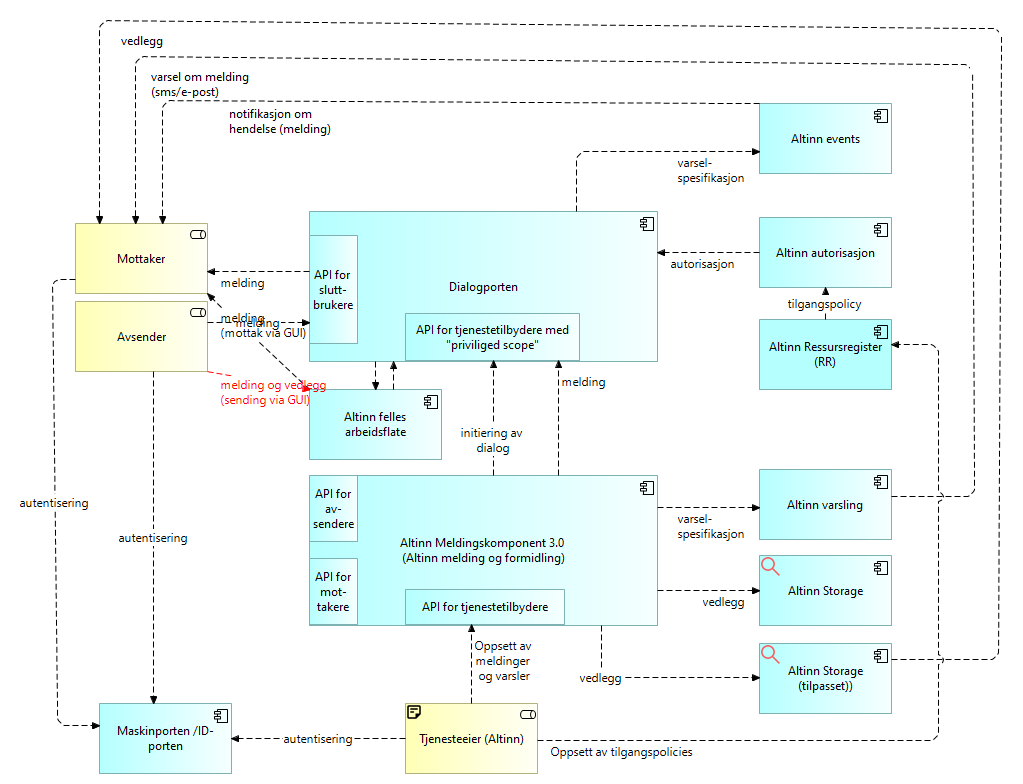 vedlegg
varsel om melding
(sms/e-post)
notifikasjon om
hendelse (melding)
Altinn events
varsel-
spesifikasjon
Mottaker
melding
API for
slutt-
brukere
Dialogporten
autorisasjon
Altinn autorisasjon
tilgangspolicy
Avsender
melding
melding
(mottak via GUI)
API for tjenestetilbydere med
"priviliged scope"
Altinn Ressursregister
(RR)
melding og vedlegg
(sending via GUI)
melding
Altinn felles
arbeidsflate
initiering av
dialog
autentisering
autentisering
API for
av-
sendere
Altinn Meldingskomponent 3.0
(Altinn melding og formidling)
varsel-
spesifikasjon
Altinn varsling
API for
mot-
takere
API for tjenestetilbydere
vedlegg
Altinn Storage
Oppsett av
meldinger
og varsler
vedlegg
Altinn Storage
(tilpasset))
Maskinporten /ID-
porten
autentisering
Tjenesteeier (Altinn)
Oppsett av tilgangspolicies